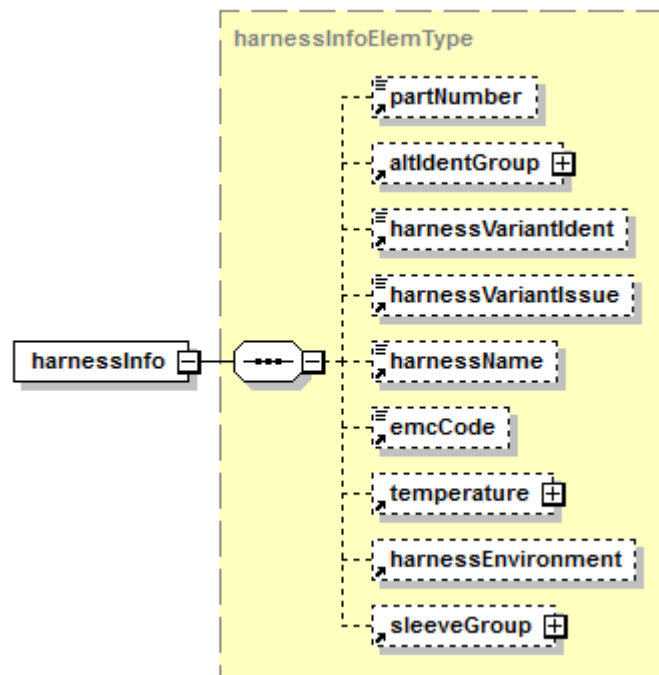 harnessInfoElemType
partNumber
altIdentGroup
harnessVariantIdent
harnessVariantIssue
harnessInfo
harnessName
emcCode
temperature
harnessEnvironment
sleeveGroup